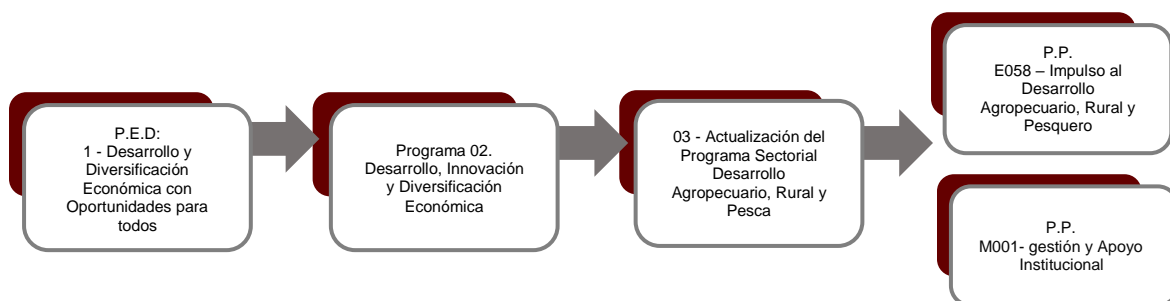 P.E.D:
1 - Desarrollo y
Diversificación
Económica con
Oportunidades para
todos
Programa 02.
Desarrollo, Innovación
y Diversificación
Económica
03 - Actualización del
Programa Sectorial
Desarrollo
Agropecuario, Rural y
Pesca
P.P.
E058 – Impulso al
Desarrollo
Agropecuario, Rural y
Pesquero
P.P.
M001- gestión y Apoyo
Institucional